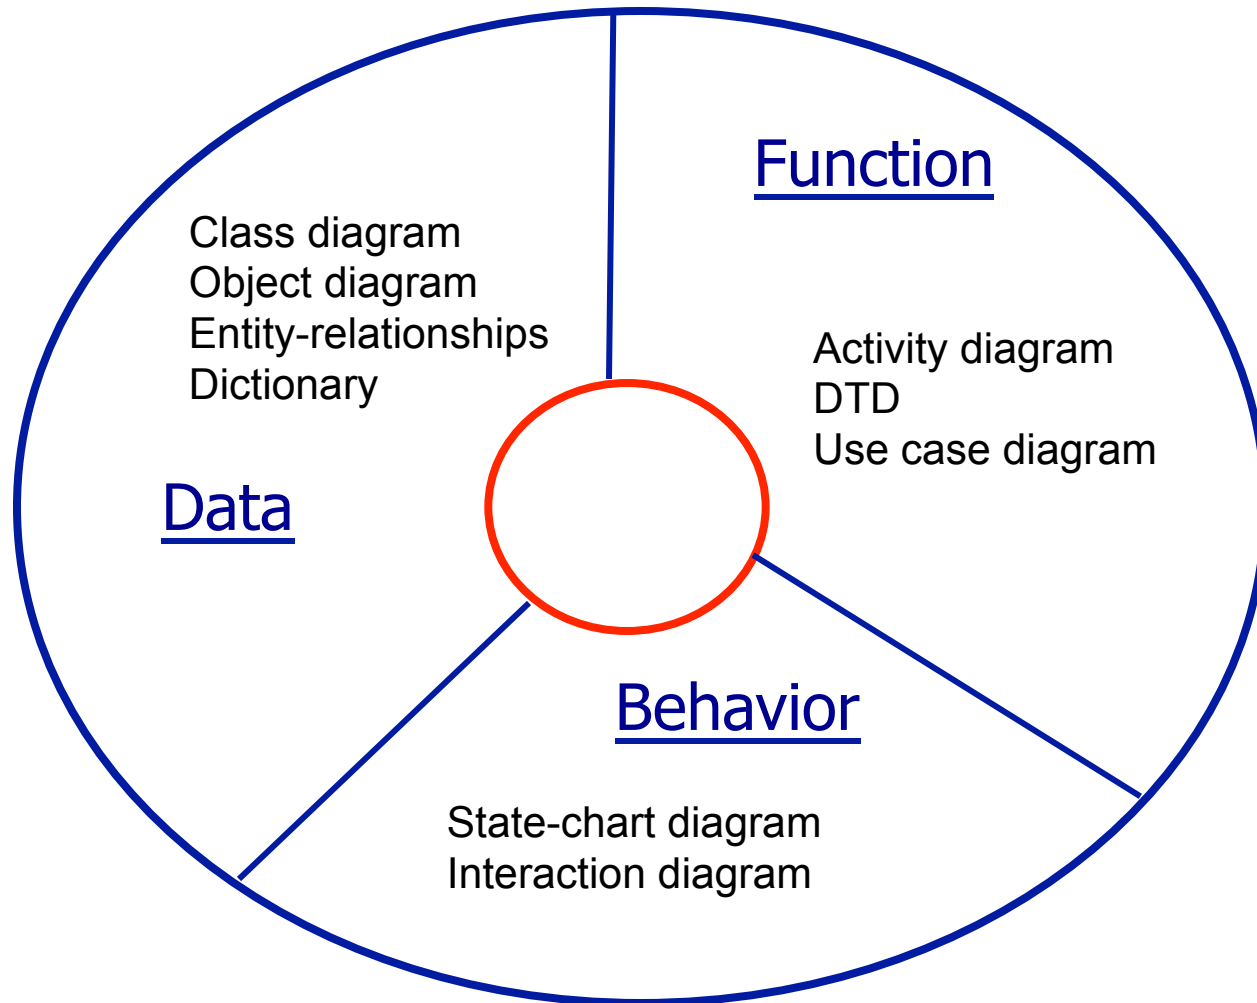 Function
Class diagram
Object diagram
Entity-relationships
Dictionary
Activity diagram
DTD
Use case diagram
Data
Behavior
State-chart diagram
Interaction diagram